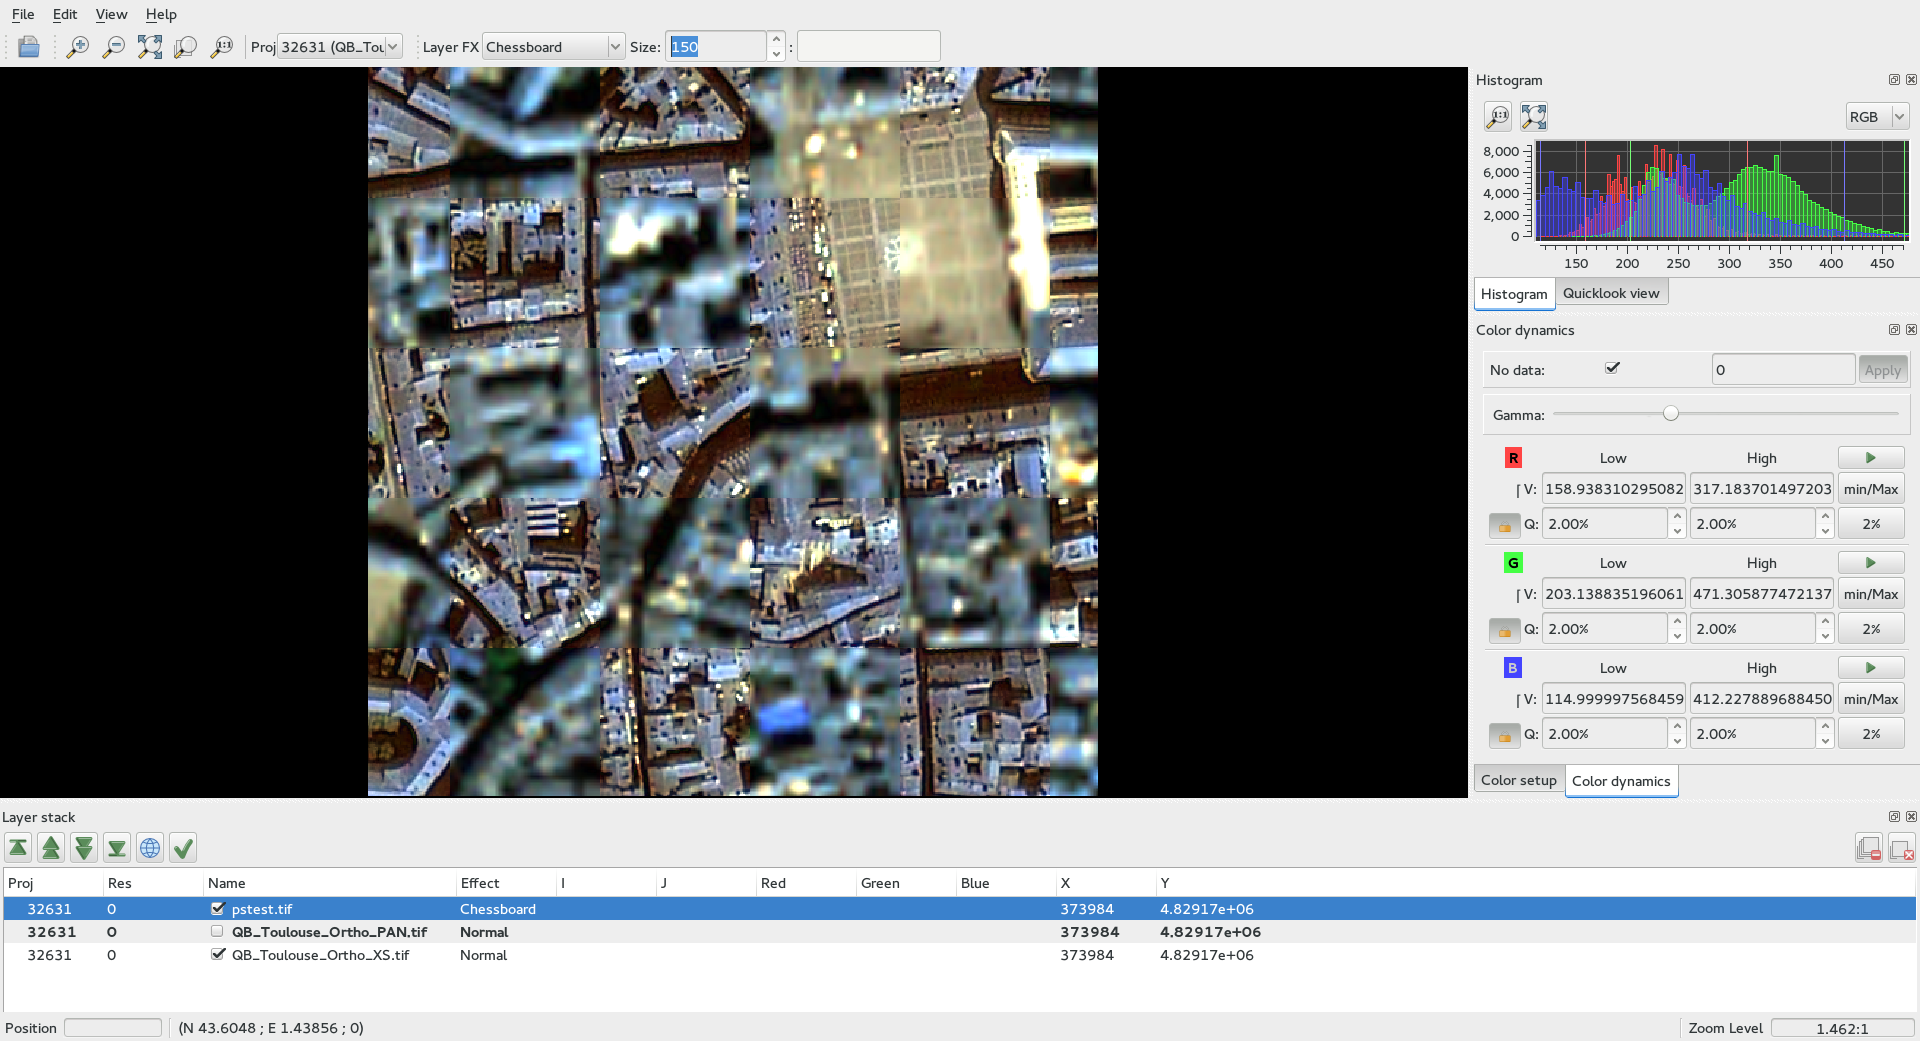 File Edit View Help
Proj 32631 (QB_Tou Layer FX Chessboard Size: 150 :
Histogram
1:1 RGB
8,000
6,000
4,000
2,000
0
150 200 250 300 350 400 450
Histogram Quicklook view
Color dynamics
No data: 0 Apply
Gamma:
R Low High
V: 158.938310295082 317.183701497203 min/Max
Q: 2.00% 2.00% 2%
G Low High
V: 203.138835196061 471.305877472137 min/Max
Q: 2.00% 2.00% 2%
B Low High
V: 114.999997568459 412.227889688450 min/Max
Q: 2.00% 2.00% 2%
Color setup Color dynamics
Layer stack
Proj Res Name Effect I J Red Green Blue X Y
32631 0 pstest.tif Chessboard 373984 4.82917e+06
32631 0 QB_Toulouse_Ortho_PAN.tif Normal 373984 4.82917e+06
32631 0 QB_Toulouse_Ortho_XS.tif Normal 373984 4.82917e+06
Position (N 43.6048 ; E 1.43856 ; 0) Zoom Level 1.462:1